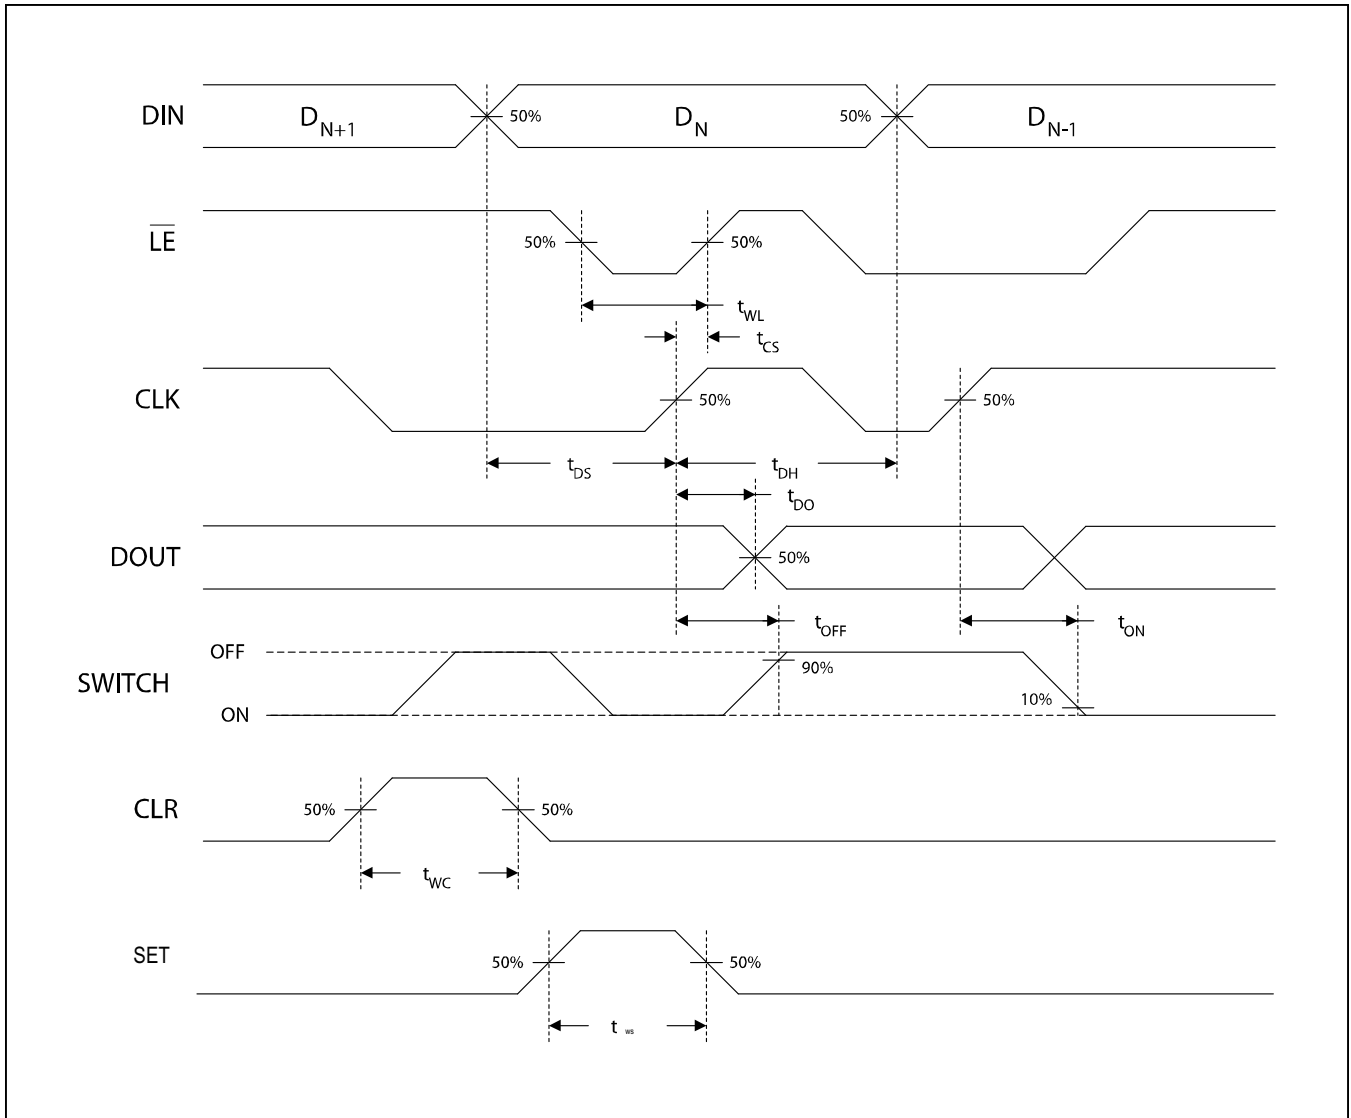 DIN D_N+1 50% D_N 50% D_N-1
LE 50% 50%
t_WL
t_CS
CLK 50% 50%
t_DS t_DH
t_DO
DOUT 50%
t_OFF t_ON
OFF
SWITCH 90%
ON 10%
CLR 50% 50%
t_WC
SET 50% 50%
t_ws